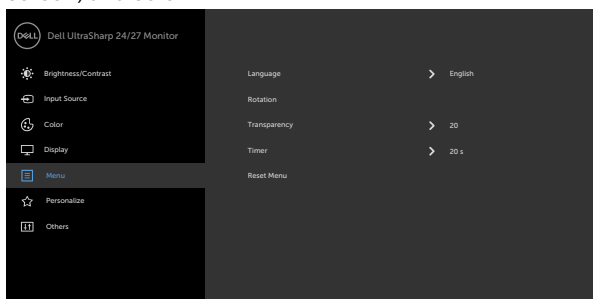 DELL Dell UltraSharp 24/27 Monitor
Brightness/Contrast
Input Source
Color
Display
Menu
Personalize
Others
Language English
Rotation
Transparency 20
Timer 20 s
Reset Menu